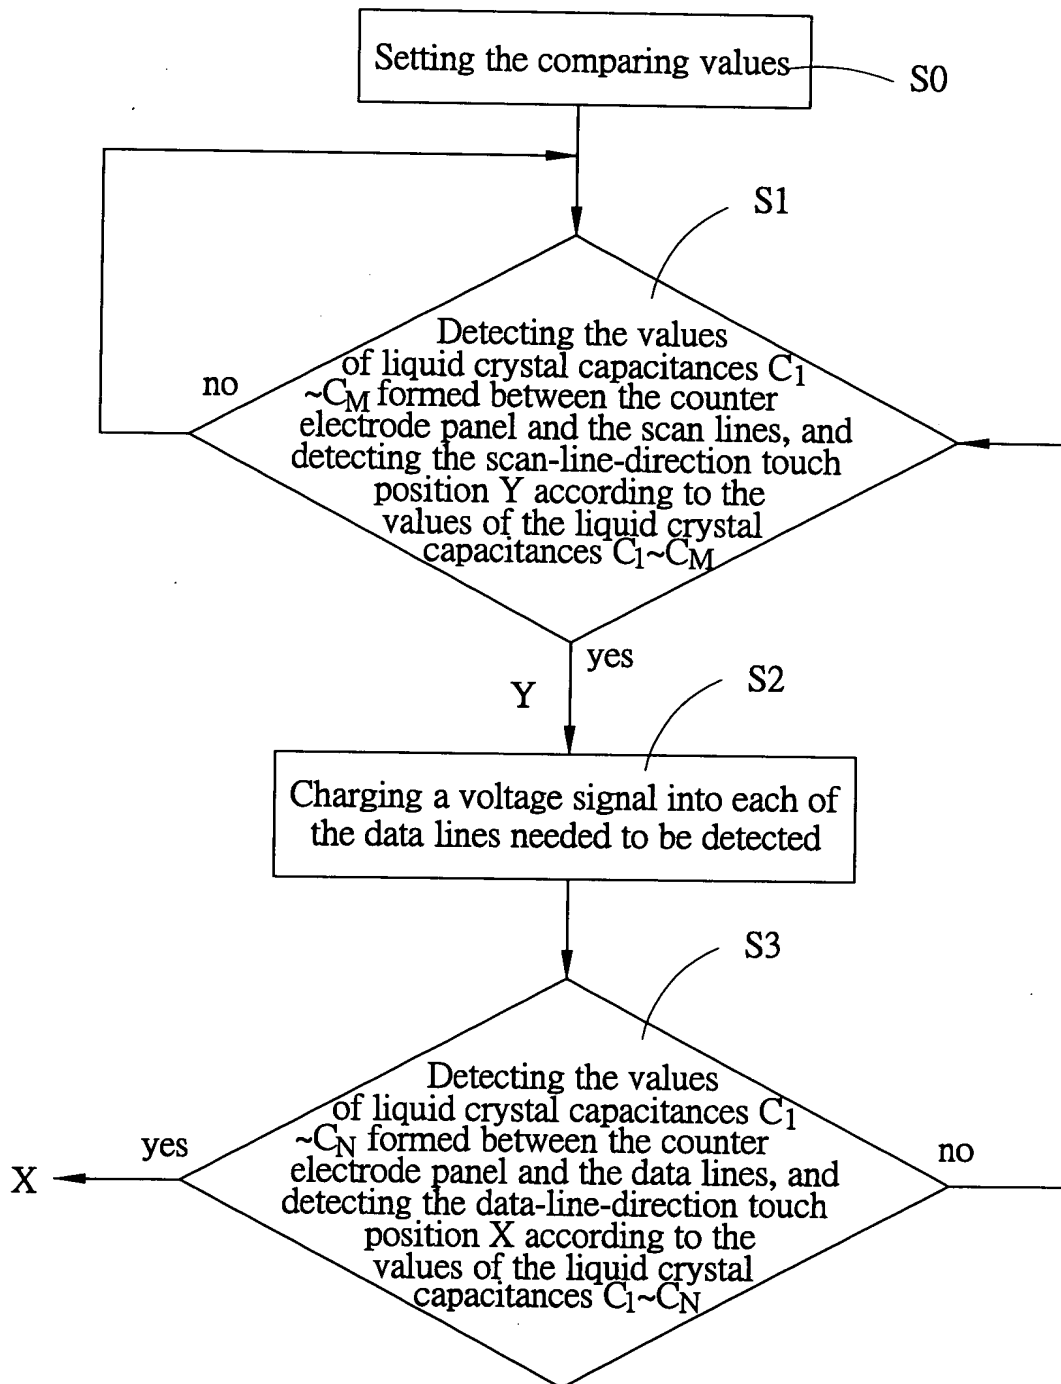 Setting the comparing values
S0
S1
Detecting the values
of liquid crystal capacitances C1
~CM formed between the counter
electrode panel and the scan lines, and
detecting the scan-line-direction touch
position Y according to the
values of the liquid crystal
capacitances C1~CM
no
yes
Y
S2
Charging a voltage signal into each of
the data lines needed to be detected
S3
Detecting the values
of liquid crystal capacitances C1
~CN formed between the counter
electrode panel and the data lines, and
detecting the data-line-direction touch
position X according to the
values of the liquid crystal
capacitances C1~CN
yes
X
no